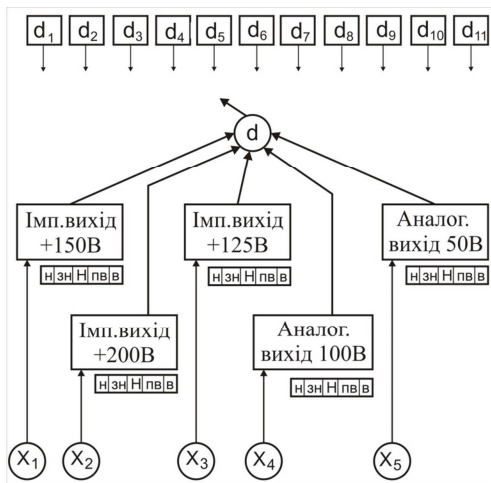 d1 d2 d3 d4 d5 d6 d7 d8 d9 d10 d11
d
Імп.вихід
+150В
н зн Н пв в
Імп.вихід
+125В
н зн Н пв в
Аналог.
вихід 50В
н зн Н пв в
Імп.вихід
+200В
н зн Н пв в
Аналог.
вихід 100В
н зн Н пв в
X1 X2 X3 X4 X5